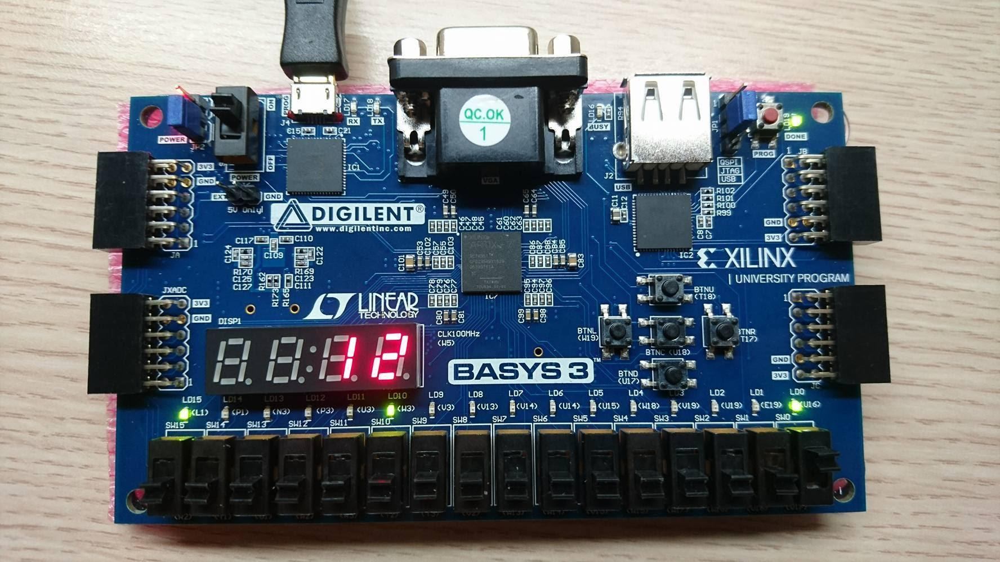 ON
PROG
LD17
LD18
RX
TX
J4
C15
C21
QC.OK
1
LD16
BUSY
R94
JP1
LD19
DONE
PROG
POWER
JP2
OFF
POWER
3V3
GND
GND
5V Only!
IC1
VGA
J2
USB
QSPI
JTAG
USB
1 JB
GND
3V3
JA
1
DIGILENT®
www.digilentinc.com
C49
C50
C65
C64
C46
C47
C48
C45
C61
C60
C62
C63
C11
C12
R102
R101
R100
R99
C8
C7
IC2
XILINX
UNIVERSITY PROGRAM
C117
C110
C124
C109
C122
R170
C125
C127
R162
R173
R165
R169
C123
C111
C101
C53
C102
C57
C55
C103
C86
C87
C88
C84
C85
C83
C78
C79
C76
C77
C95
C94
C97
C96
C80
C81
C99
C98
IC7
LINEAR
TECHNOLOGY
JXADC
3V3
GND
1
DISP1
12
CLK100MHz
(W5)
BASYS 3™
BTNU
(T18)
BTNL
(W19)
BTNR
T17)
BTNC (U18)
BTND
(U17)
1
GND
3V3
JC
LD15 LD14 LD13 LD12 LD11 LD10 LD9 LD8 LD7 LD6 LD5 LD4 LD3 LD2 LD1 LD0
(L1) (P1) (N3) (P3) (U3) (W3) (V3) (V13) (V14) (U14) (U15) (W18) (V19) (U19) (E19) (U16)
SW15 SW14 SW13 SW12 SW11 SW10 SW9 SW8 SW7 SW6 SW5 SW4 SW3 SW2 SW1 SW0